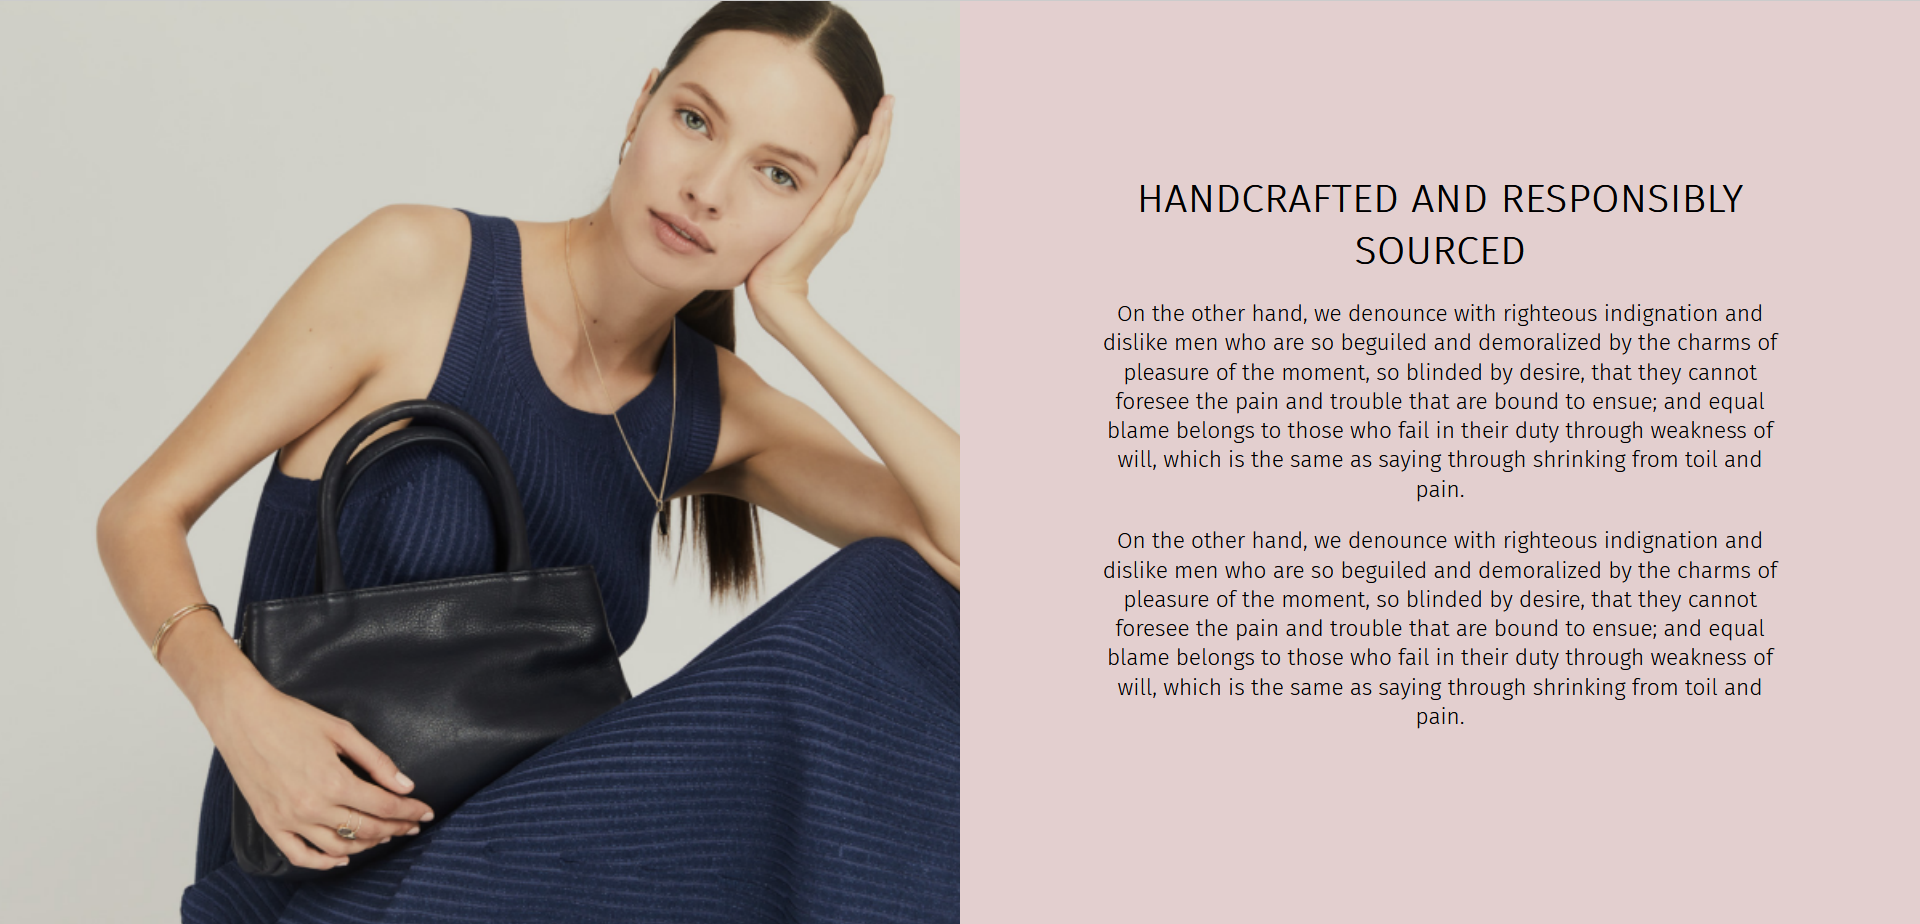 HANDCRAFTED AND RESPONSIBLY
SOURCED
On the other hand, we denounce with righteous indignation and
dislike men who are so beguiled and demoralized by the charms of
pleasure of the moment, so blinded by desire, that they cannot
foresee the pain and trouble that are bound to ensue; and equal
blame belongs to those who fail in their duty through weakness of
will, which is the same as saying through shrinking from toil and
pain.
On the other hand, we denounce with righteous indignation and
dislike men who are so beguiled and demoralized by the charms of
pleasure of the moment, so blinded by desire, that they cannot
foresee the pain and trouble that are bound to ensue; and equal
blame belongs to those who fail in their duty through weakness of
will, which is the same as saying through shrinking from toil and
pain.